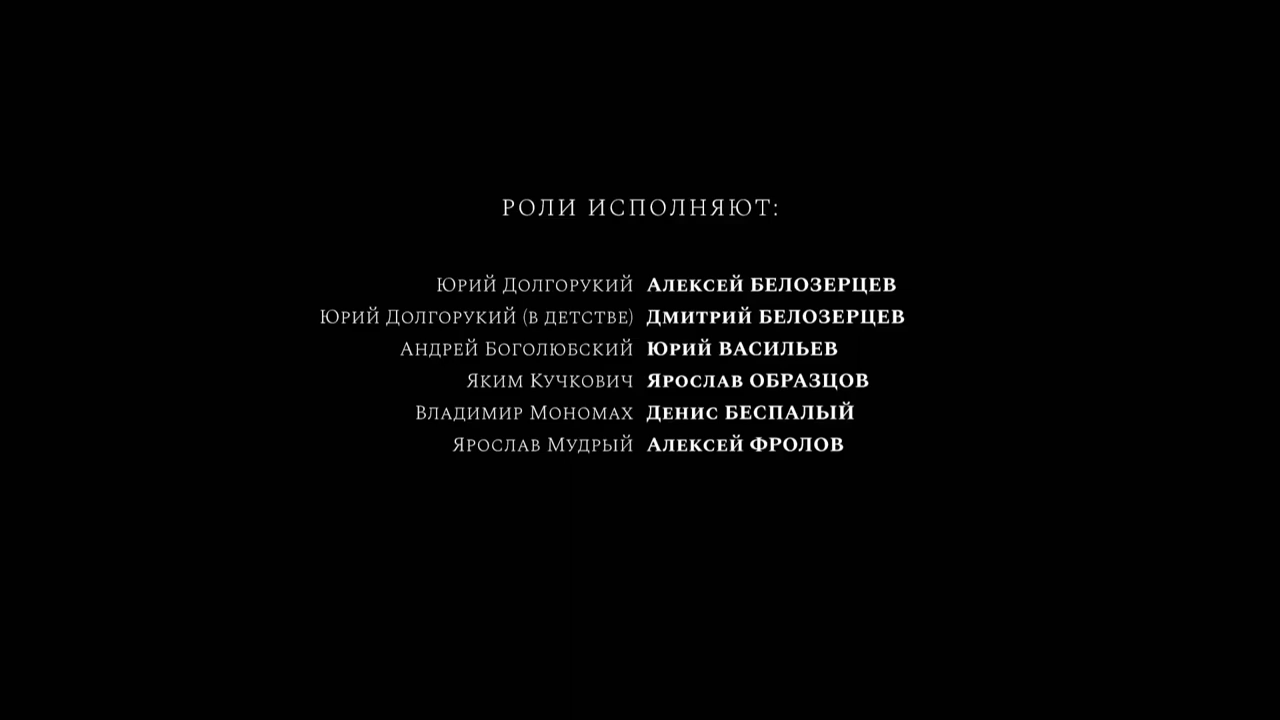 РОЛИ ИСПОЛНЯЮТ:
Юрий Долгорукий Алексей БЕЛОЗЕРЦЕВ
Юрий Долгорукий (в детстве) Дмитрий БЕЛОЗЕРЦЕВ
Андрей Боголюбский Юрий ВАСИЛЬЕВ
Яким Кучкович Ярослав ОБРАЗЦОВ
Владимир Мономах Денис БЕСПАЛЫЙ
Ярослав Мудрый Алексей ФРОЛОВ